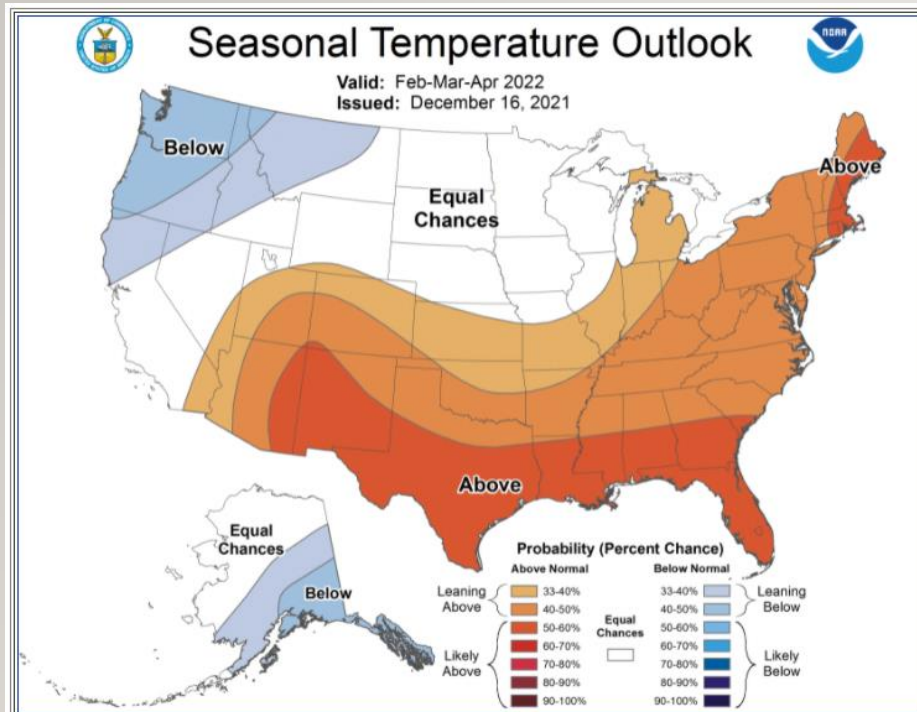 Seasonal Temperature Outlook
NOAA
Valid: Feb-Mar-Apr 2022
Issued: December 16, 2021
Below
Equal
Chances
Above
Above
Equal
Chances
Below
Probability (Percent Chance)
Above Normal
Below Normal
Leaning
Above
33-40%
40-50%
Likely
Above
50-60%
60-70%
70-80%
80-90%
90-100%
Equal
Chances
33-40%
40-50%
Leaning
Below
50-60%
60-70%
70-80%
80-90%
90-100%
Likely
Below